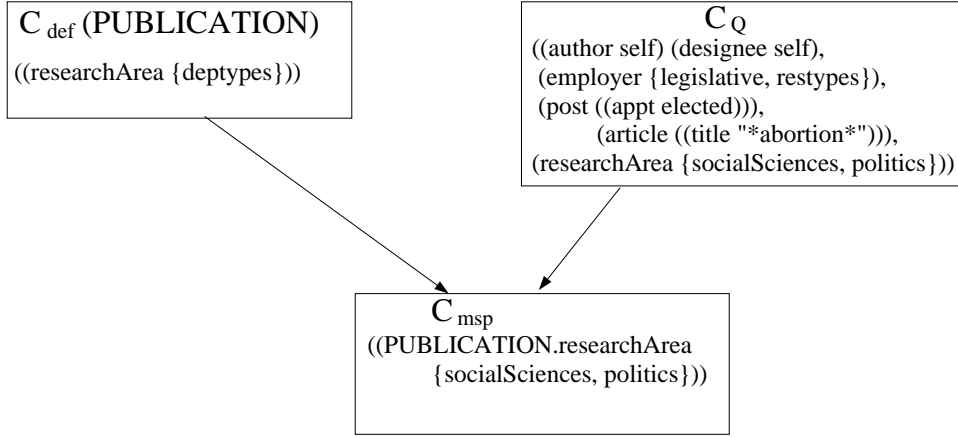 C def (PUBLICATION)
((researchArea {deptypes}))
C Q
((author self) (designee self),
(employer {legislative, restypes}),
(post ((appt elected))),
(article ((title "*abortion*"))),
(researchArea {socialSciences, politics}))
C msp
((PUBLICATION.researchArea
{socialSciences, politics}))